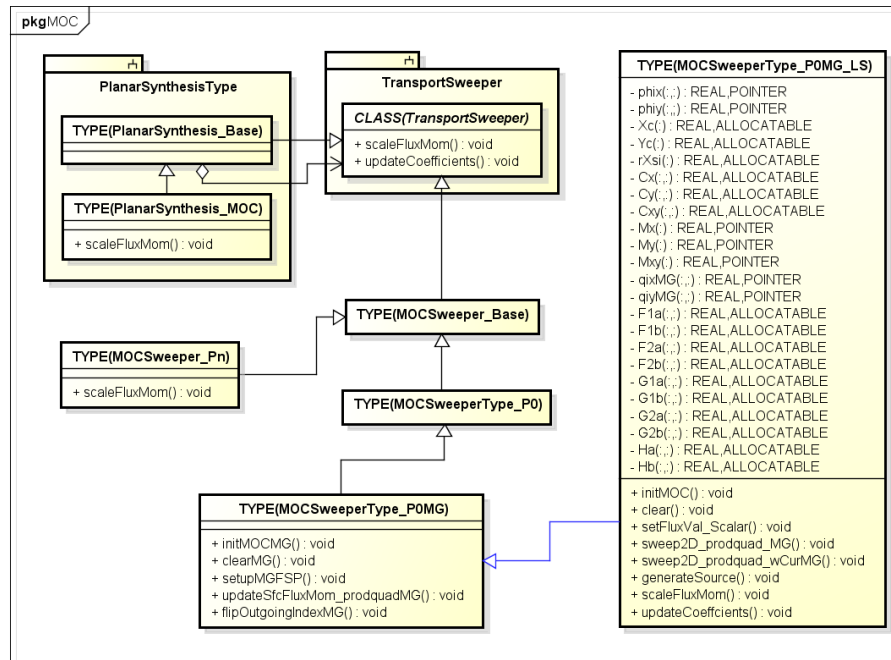 pkg MOC
PlanarSynthesisType
TYPE(PlanarSynthesis_Base)
TYPE(PlanarSynthesis_MOC)
+ scaleFluxMom() : void
TransportSweeper
CLASS(TransportSweeper)
+ scaleFluxMom() : void
+ updateCoefficients() : void
TYPE(MOCSweeper_Base)
TYPE(MOCSweeper_Pn)
+ scaleFluxMom() : void
TYPE(MOCSweeperType_P0)
TYPE(MOCSweeperType_P0MG)
+ initMOCMG() : void
+ clearMG() : void
+ setupMGFSP() : void
+ updateSfcFluxMom_prodquadMG() : void
+ flipOutgoingIndexMG() : void
TYPE(MOCSweeperType_P0MG_LS)
- phix(:,:) : REAL,POINTER
- phiy(:,:) : REAL,POINTER
- Xc(:) : REAL,ALLOCATABLE
- Yc(:) : REAL,ALLOCATABLE
- rXsi(:) : REAL,ALLOCATABLE
- Cx(:,:) : REAL,ALLOCATABLE
- Cy(:,:) : REAL,ALLOCATABLE
- Cxy(:,:) : REAL,ALLOCATABLE
- Mx(:) : REAL,POINTER
- My(:) : REAL,POINTER
- Mxy(:) : REAL,POINTER
- qixMG(:,:) : REAL,POINTER
- qiyMG(:,:) : REAL,POINTER
- F1a(:,:) : REAL,ALLOCATABLE
- F1b(:,:) : REAL,ALLOCATABLE
- F2a(:,:) : REAL,ALLOCATABLE
- F2b(:,:) : REAL,ALLOCATABLE
- G1a(:,:) : REAL,ALLOCATABLE
- G1b(:,:) : REAL,ALLOCATABLE
- G2a(:,:) : REAL,ALLOCATABLE
- G2b(:,:) : REAL,ALLOCATABLE
- Ha(:,:) : REAL,ALLOCATABLE
- Hb(:,:) : REAL,ALLOCATABLE
+ initMOC() : void
+ clear() : void
+ setFluxVal_Scalar() : void
+ sweep2D_prodquad_MG() : void
+ sweep2D_prodquad_wCurMG() : void
+ generateSource() : void
+ scaleFluxMom() : void
+ updateCoeffcients() : void